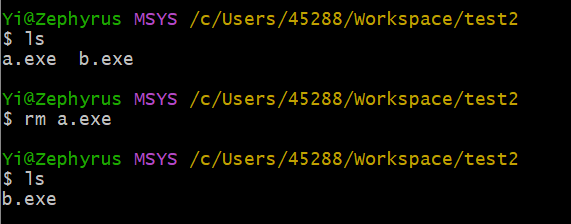 Yi@Zephyrus MSYS /c/Users/45288/Workspace/test2
$ ls
a.exe  b.exe
Yi@Zephyrus MSYS /c/Users/45288/Workspace/test2
$ rm a.exe
Yi@Zephyrus MSYS /c/Users/45288/Workspace/test2
$ ls
b.exe